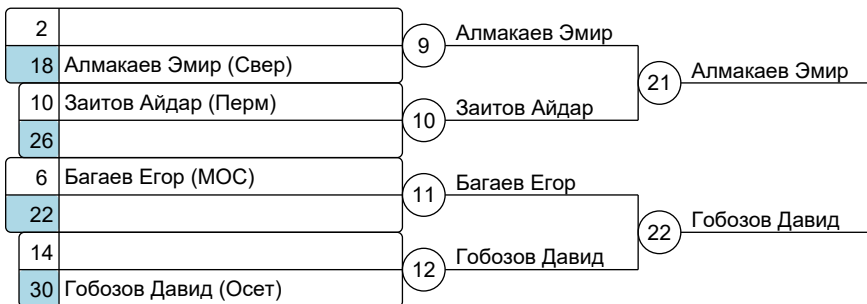 2
9 Алмакаев Эмир
18 Алмакаев Эмир (Свер)
21 Алмакаев Эмир
10 Заитов Айдар (Перм)
10 Заитов Айдар
26
6 Багаев Егор (МОС)
11 Багаев Егор
22
22 Гобозов Давид
14
12 Гобозов Давид
30 Гобозов Давид (Осет)